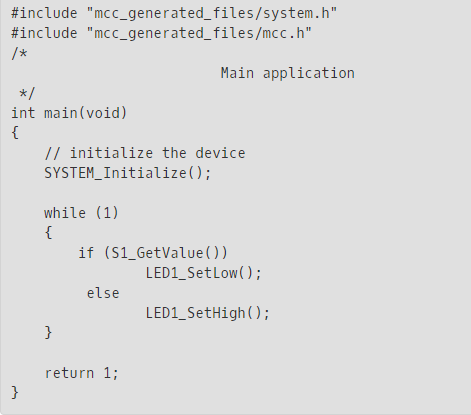 #include "mcc_generated_files/system.h"
#include "mcc_generated_files/mcc.h"
/*
                         Main application
 */
int main(void)
{
    // initialize the device
    SYSTEM_Initialize();

    while (1)
    {
        if (S1_GetValue())
                LED1_SetLow();
         else
                LED1_SetHigh();
    }

    return 1;
}